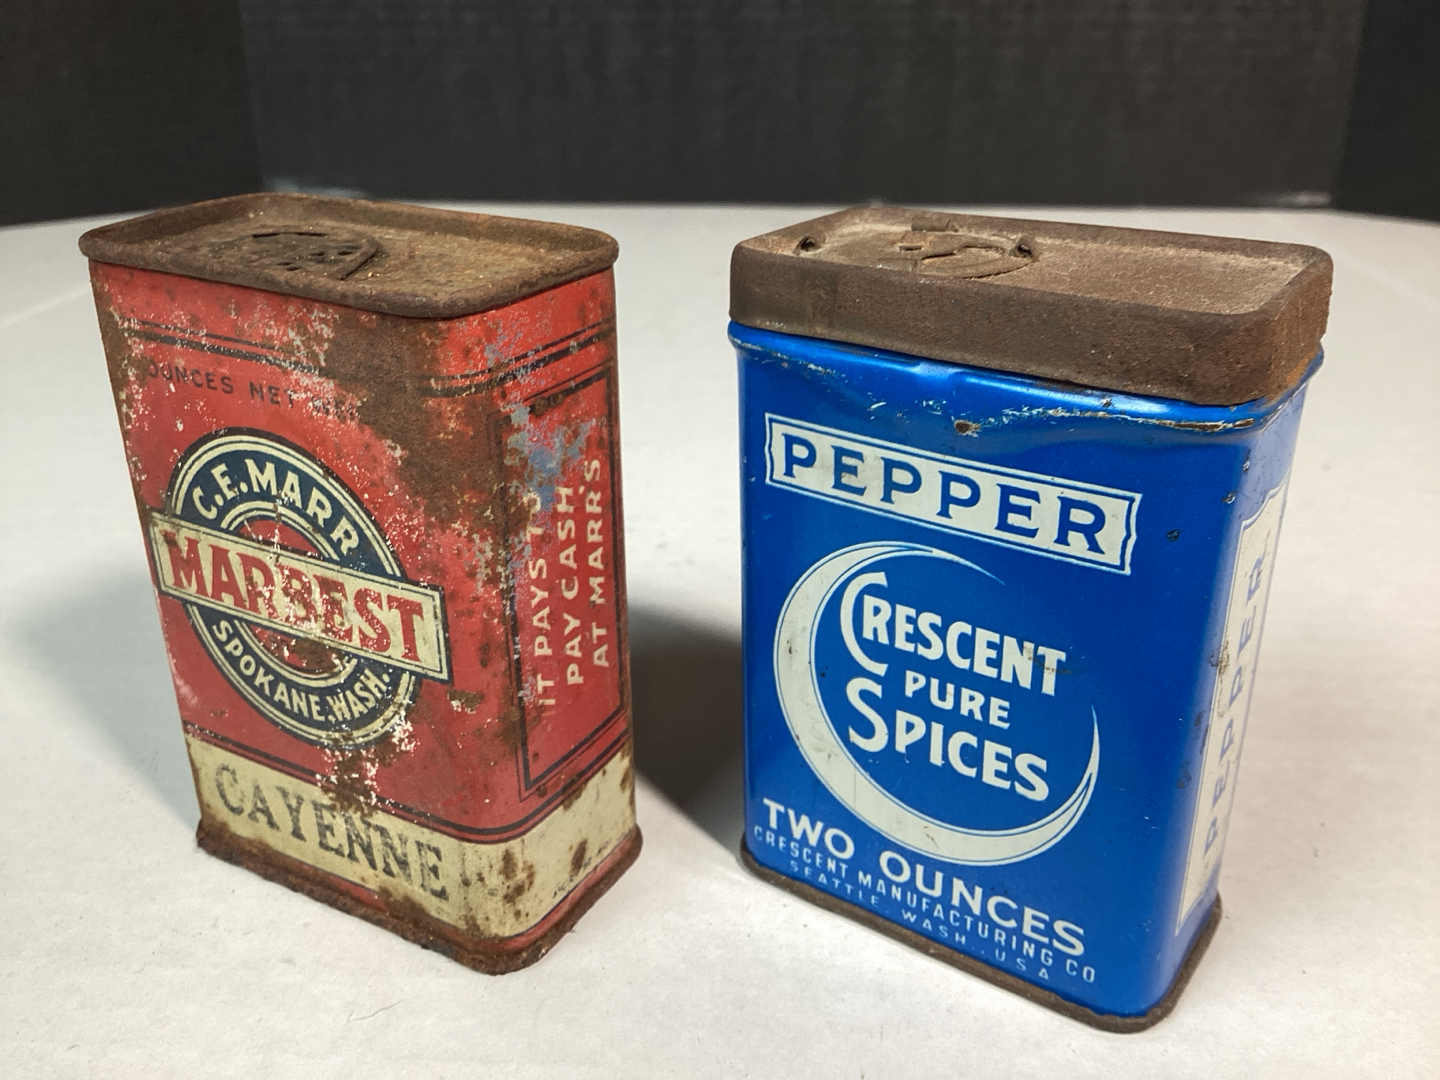 OUNCES NET
C.E. MARR
MARBEST
SPOKANE, WASH.
CAYENNE
IT PAYS TO
PAY CASH
AT MARR'S
PEPPER
CRESCENT
PURE
SPICES
TWO OUNCES
CRESCENT MANUFACTURING CO
SEATTLE, WASH., U.S.A
PEPPER